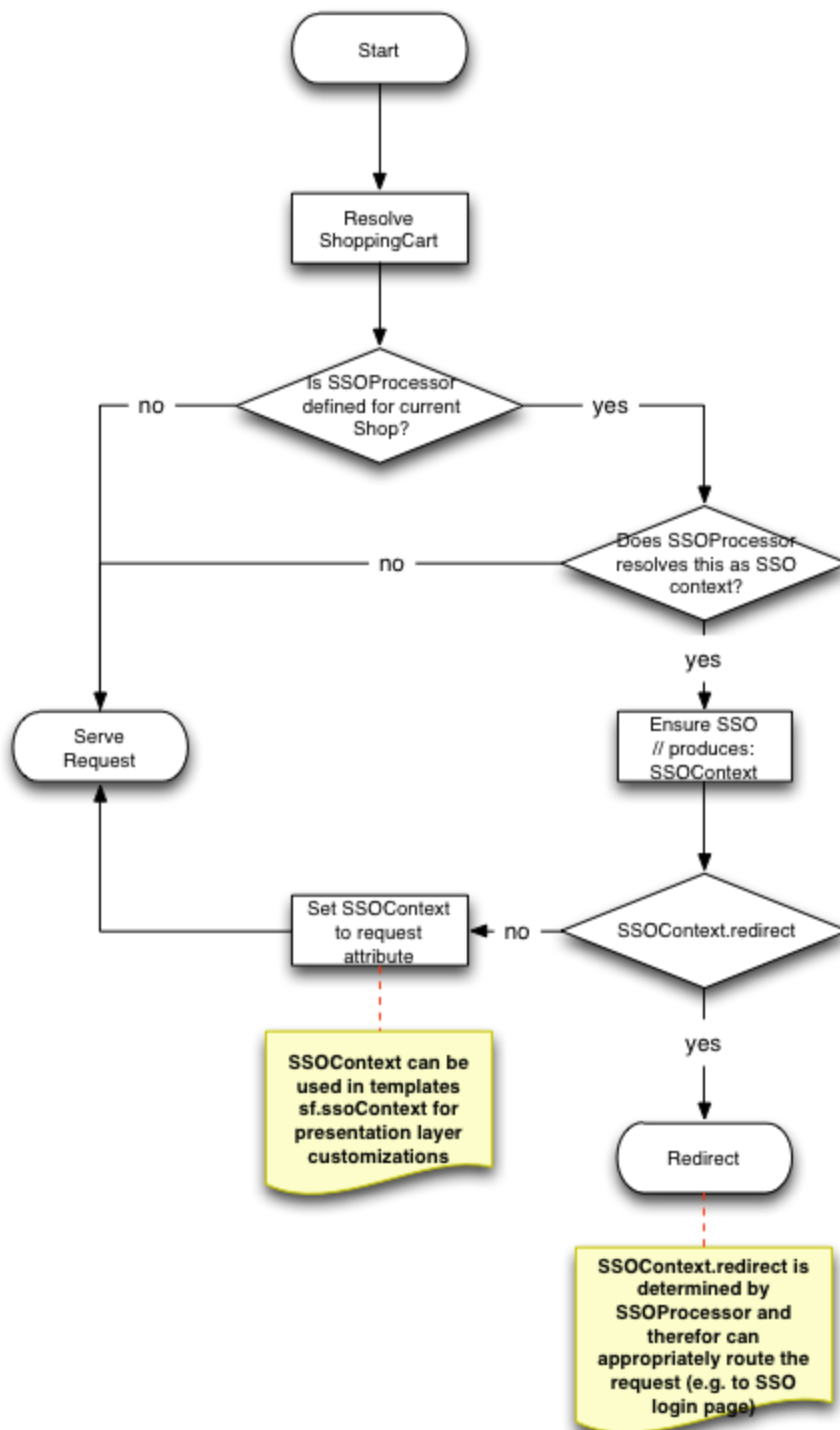 Start
Resolve
ShoppingCart
Is SSOProcessor
defined for current
Shop?
no
yes
Does SSOProcessor
resolves this as SSO
context?
no
yes
Serve
Request
Ensure SSO
// produces:
SSOContext
Set SSOContext
to request
attribute
no
SSOContext.redirect
yes
SSOContext can be
used in templates
sf.ssoContext for
presentation layer
customizations
Redirect
SSOContext.redirect is
determined by
SSOProcessor and
therefor can
appropriately route the
request (e.g. to SSO
login page)